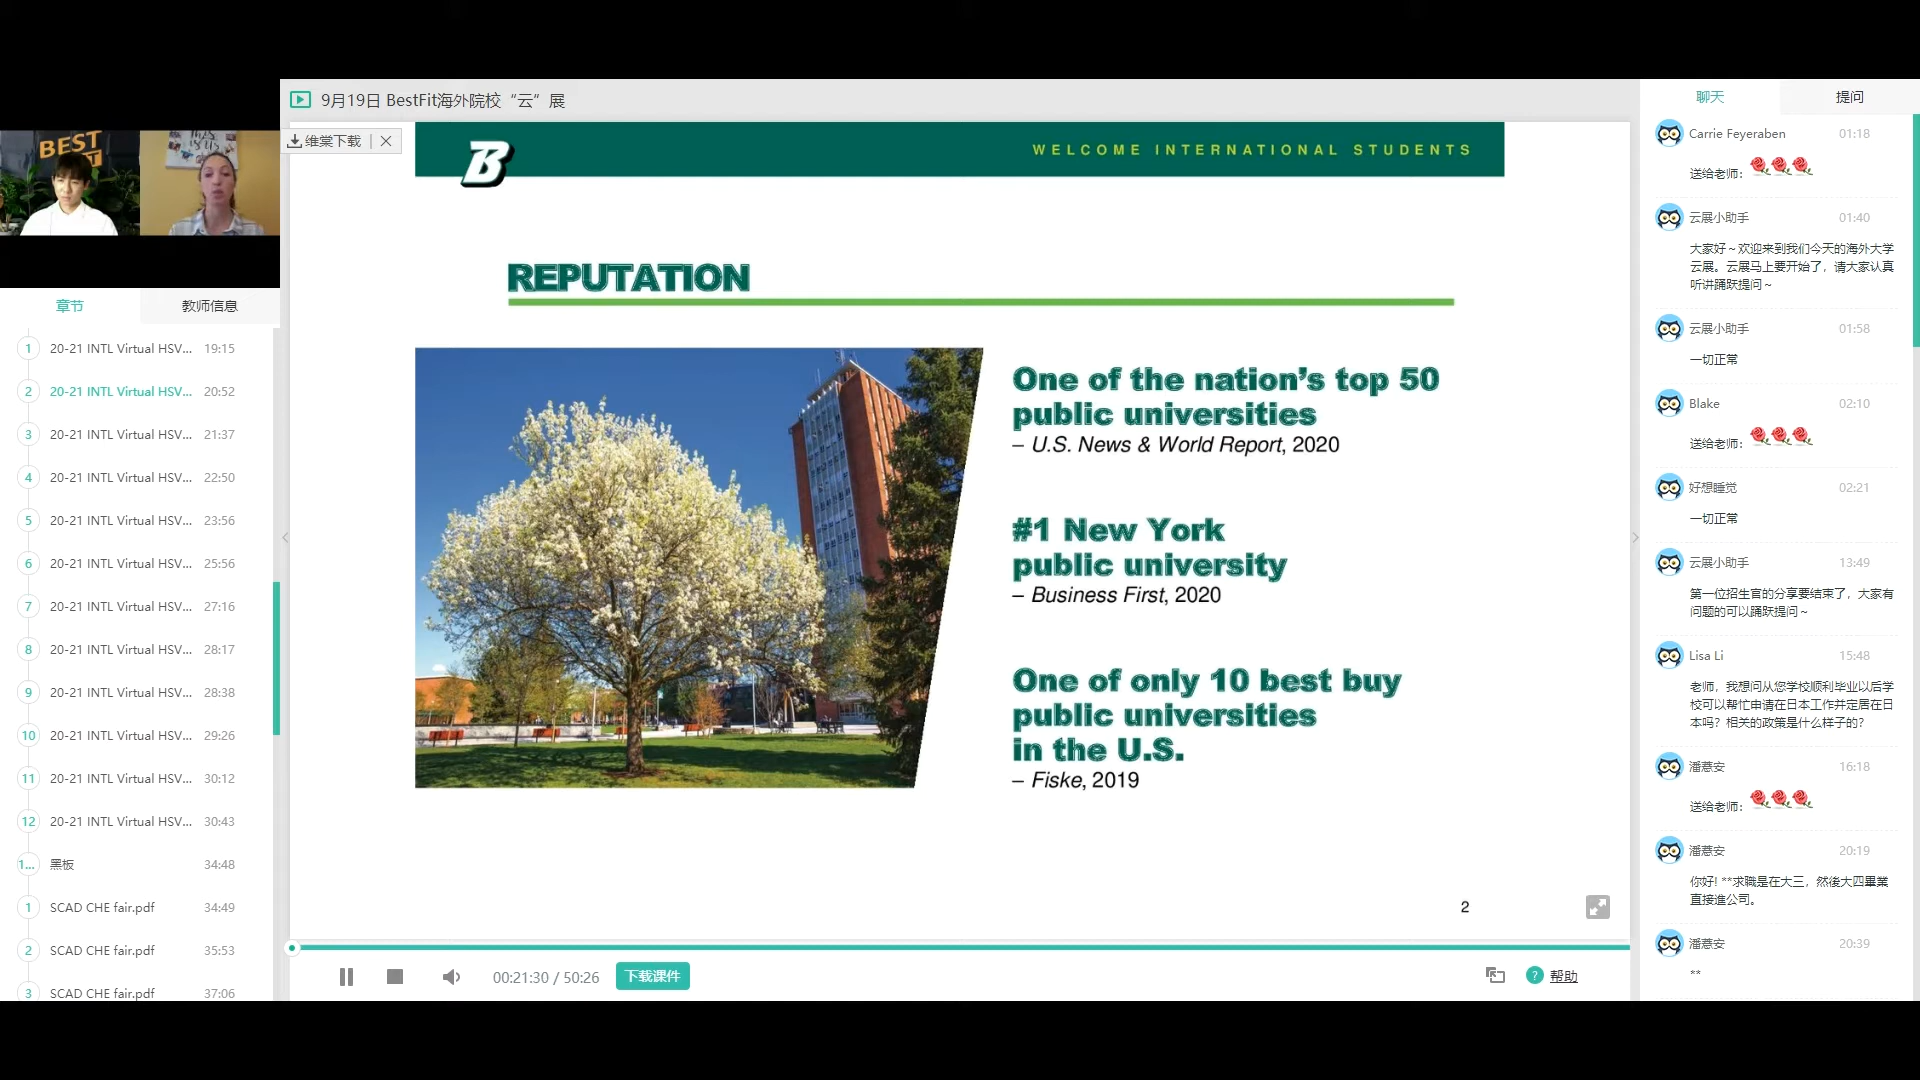 9月19日 BestFit海外院校“云”展
BEST
章节
教师信息
1 20-21 INTL Virtual HSV... 19:15
2 20-21 INTL Virtual HSV... 20:52
3 20-21 INTL Virtual HSV... 21:37
4 20-21 INTL Virtual HSV... 22:50
5 20-21 INTL Virtual HSV... 23:56
6 20-21 INTL Virtual HSV... 25:56
7 20-21 INTL Virtual HSV... 27:16
8 20-21 INTL Virtual HSV... 28:17
9 20-21 INTL Virtual HSV... 28:38
10 20-21 INTL Virtual HSV... 29:26
11 20-21 INTL Virtual HSV... 30:12
12 20-21 INTL Virtual HSV... 30:43
1... 黑板 34:48
1 SCAD CHE fair.pdf 34:49
2 SCAD CHE fair.pdf 35:53
3 SCAD CHE fair.pdf 37:06
维棠下载
B
WELCOME INTERNATIONAL STUDENTS
REPUTATION
One of the nation’s top 50
public universities
– U.S. News & World Report, 2020
#1 New York
public university
– Business First, 2020
One of only 10 best buy
public universities
in the U.S.
– Fiske, 2019
2
00:21:30 / 50:26
下载课件
? 帮助
聊天
提问
Carrie Feyeraben 01:18
送给老师：
云展小助手 01:40
大家好～欢迎来到我们今天的海外大学
云展。云展马上要开始了，请大家认真
听讲踊跃提问～
云展小助手 01:58
一切正常
Blake 02:10
送给老师：
好想睡觉 02:21
一切正常
云展小助手 13:49
第一位招生官的分享要结束了，大家有
问题的可以踊跃提问～
Lisa Li 15:48
老师，我想问从您学校顺利毕业以后学
校可以帮忙申请在日本工作并定居在日
本吗？相关的政策是什么样子的？
潘薏安 16:18
送给老师：
潘薏安 20:19
你好! **求職是在大三，然後大四畢業
直接進公司。
潘薏安 20:39
**